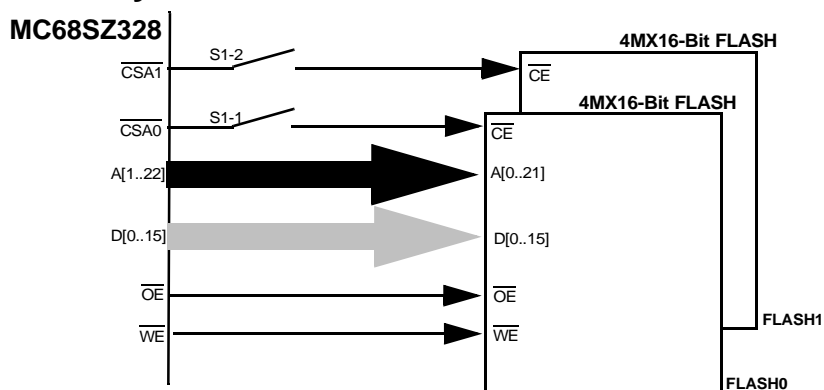 MC68SZ328
4MX16-Bit FLASH
S1-2
CSA1
CE
4MX16-Bit FLASH
S1-1
CSA0
CE
A[1..22]
A[0..21]
D[0..15]
D[0..15]
OE
OE
WE
WE
FLASH1
FLASH0